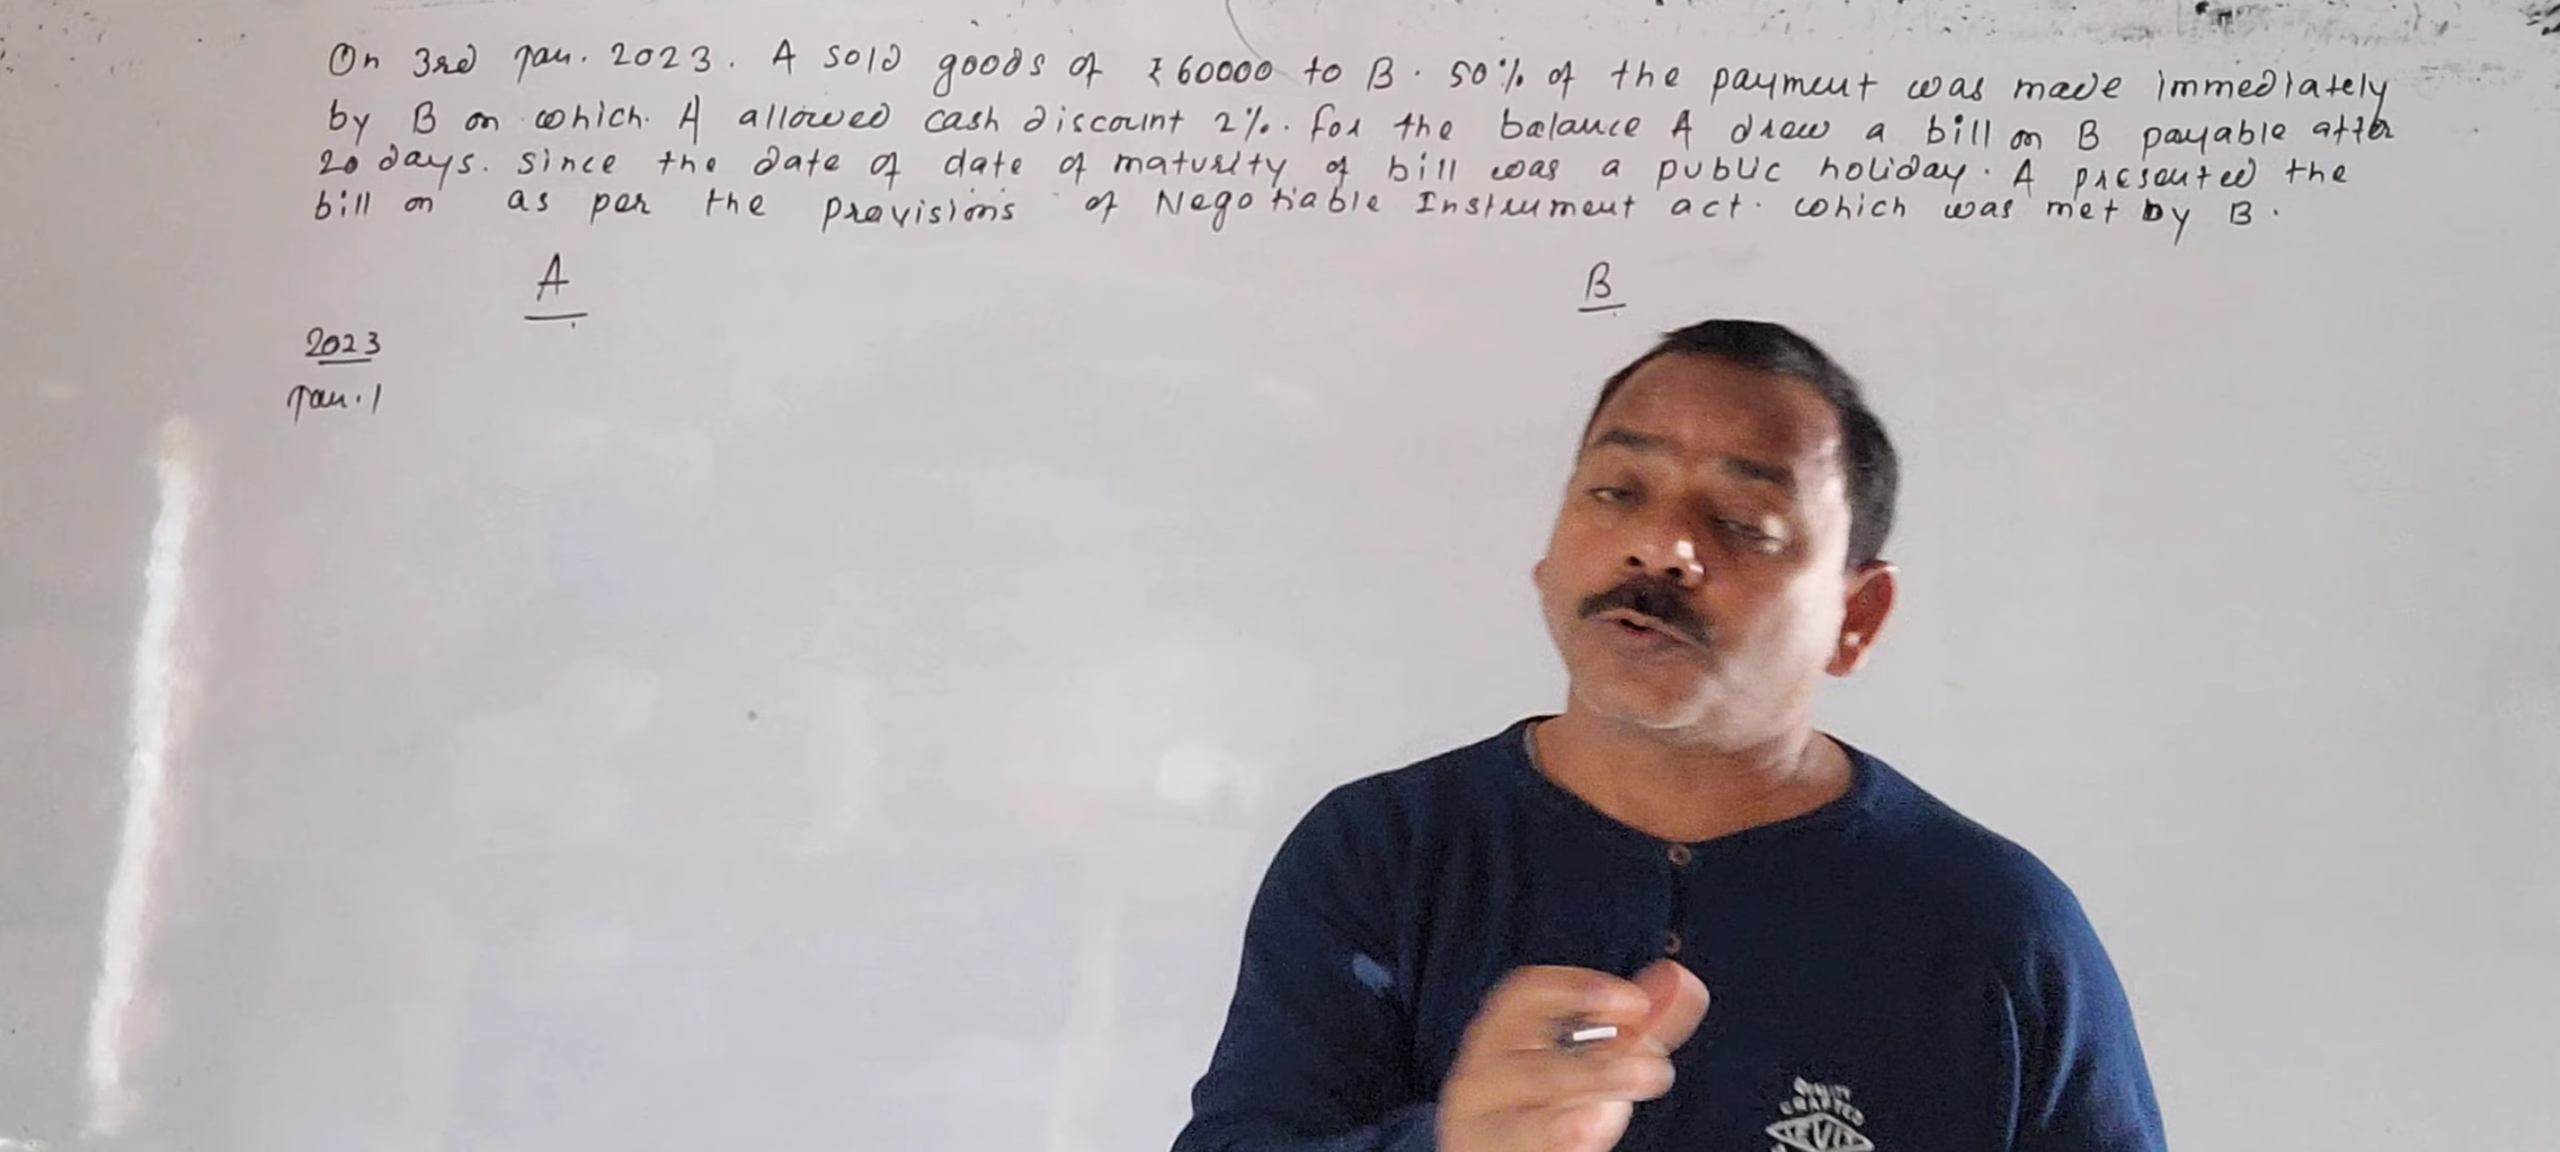 On 3rd Jan. 2023. A sold goods of ₹60000 to B. 50% of the payment was made immediately
by B on which. A allowed cash discount 2%. for the balance A drew a bill on B payable after
20 days. since the date of date of maturity of bill was a public holiday. A presented the
bill on as per the provisions of Negotiable Instrument act. which was met by B.
A
B
2023
Jan. 1
CRAFTED
LEVI